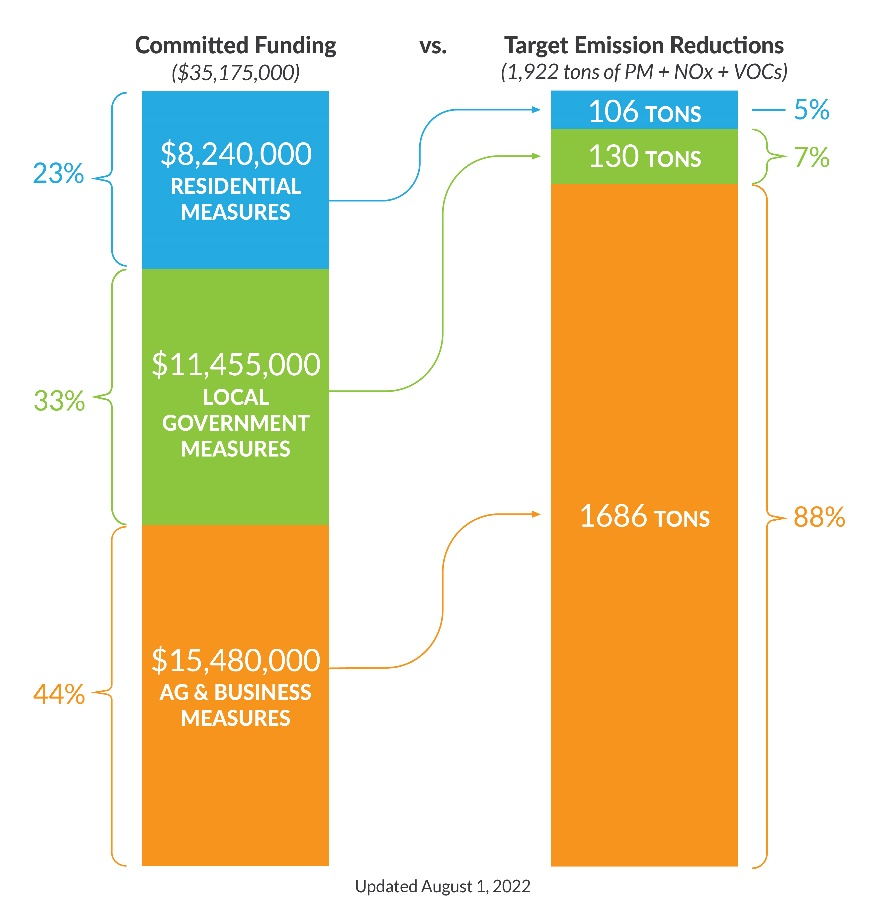 Committed Funding vs. Target Emission Reductions
($35,175,000) (1,922 tons of PM + NOx + VOCs)
23%
$8,240,000
RESIDENTIAL
MEASURES
33%
$11,455,000
LOCAL
GOVERNMENT
MEASURES
44%
$15,480,000
AG & BUSINESS
MEASURES
106 TONS 5%
130 TONS 7%
1686 TONS 88%
Updated August 1, 2022